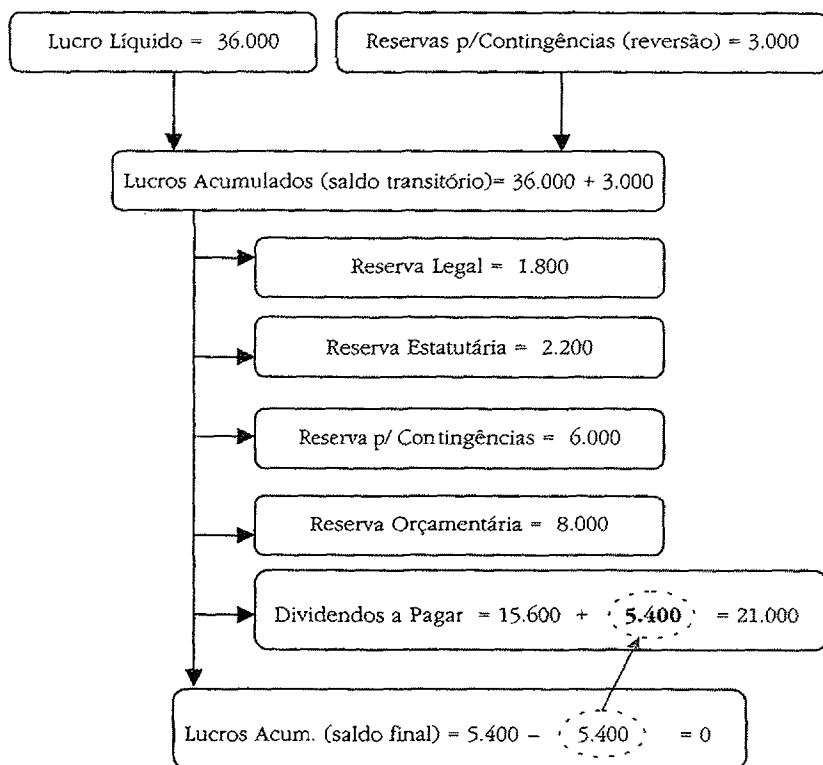 Lucro Líquido = 36.000
Reservas p/Contingências (reversão) = 3.000
Lucros Acumulados (saldo transitório)= 36.000 + 3.000
Reserva Legal = 1.800
Reserva Estatutária = 2.200
Reserva p/ Contingências = 6.000
Reserva Orçamentária = 8.000
Dividendos a Pagar = 15.600 + 5.400 = 21.000
Lucros Acum. (saldo final) = 5.400 – 5.400 = 0